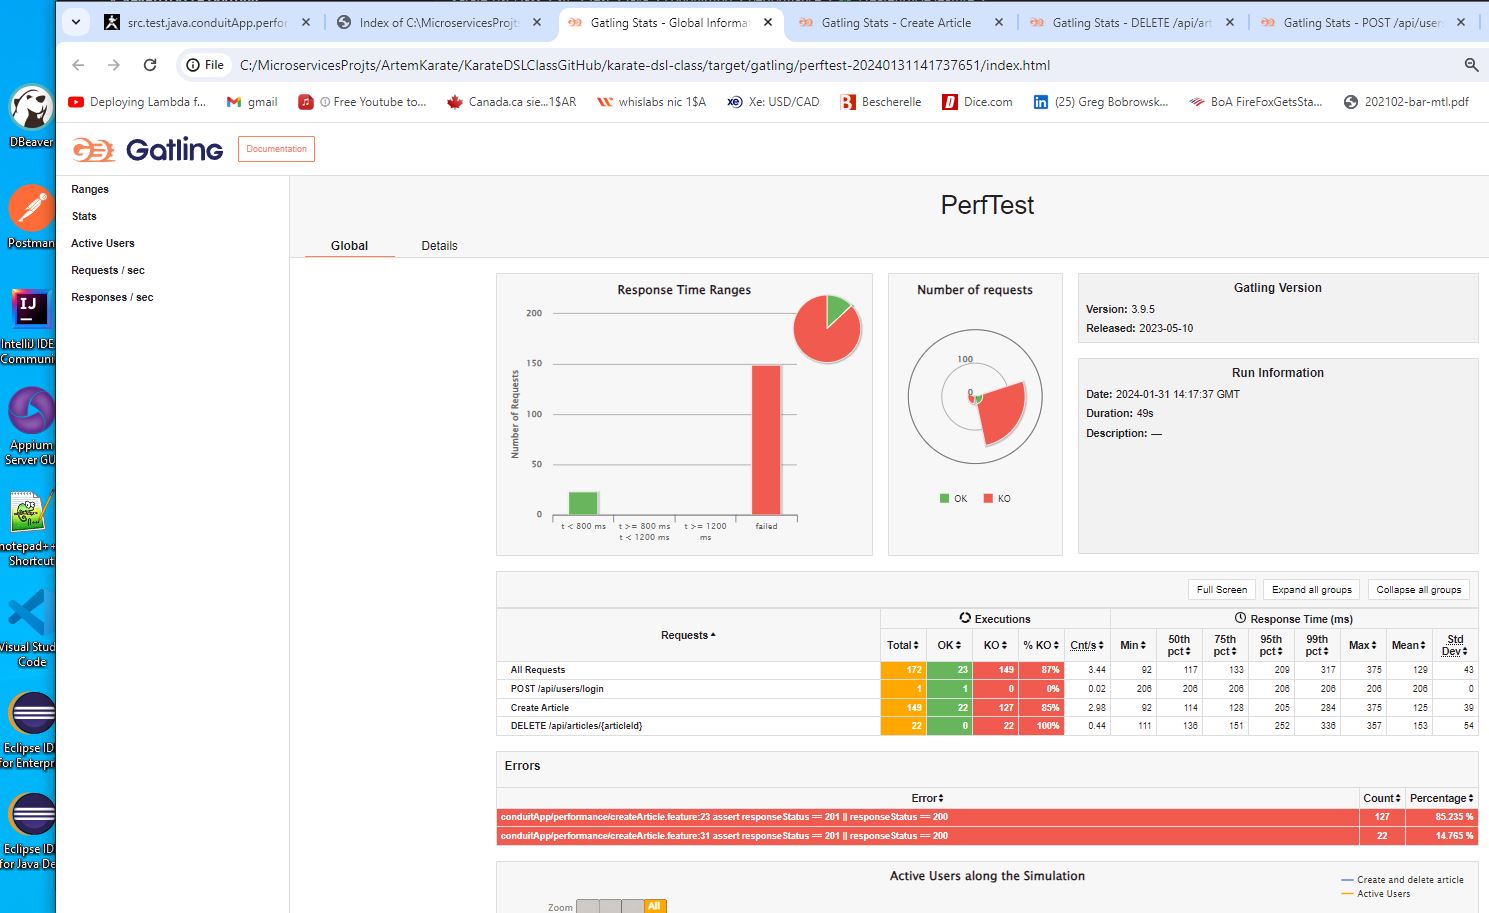 src.test.java.conduitApp.perfor
Index of C:\MicroservicesProjts
Gatling Stats - Global Informa
Gatling Stats - Create Article
Gatling Stats - DELETE /api/art
Gatling Stats - POST /api/user
File
C:/MicroservicesProjts/ArtemKarate/KarateDSLClassGitHub/karate-dsl-class/target/gatling/perftest-20240131141737651/index.html
Deploying Lambda f...
gmail
Free Youtube to...
Canada.ca sie...1$AR
whislabs nic 1$A
Xe: USD/CAD
Bescherelle
Dice.com
(25) Greg Bobrowsk...
BoA FireFoxGetsSta...
202102-bar-mtl.pdf
DBeaver
Postman
IJ
IntelliJ IDE
Communi
Appium
Server GU
notepad++
Shortcut
Visual Stud
Code
Eclipse ID
for Enterpr
Eclipse ID
for Java De
Gatling
Documentation
Ranges
Stats
Active Users
Requests / sec
Responses / sec
PerfTest
Global
Details
Response Time Ranges
200
150
100
50
0
Number of Requests
t < 800 ms
t >= 800 ms
t < 1200 ms
t >= 1200
ms
failed
Number of requests
100
0
OK
KO
Gatling Version
Version: 3.9.5
Released: 2023-05-10
Run Information
Date: 2024-01-31 14:17:37 GMT
Duration: 49s
Description: —
Full Screen
Expand all groups
Collapse all groups
Requests
Executions
Response Time (ms)
Total OK KO % KO Cnt/s Min 50th pct 75th pct 95th pct 99th pct Max Mean Std Dev
All Requests 172 23 149 87% 3.44 92 117 133 209 317 375 129 43
POST /api/users/login 1 1 0 0% 0.02 206 206 206 206 206 206 206 0
Create Article 149 22 127 85% 2.98 92 114 128 205 284 375 125 39
DELETE /api/articles/{articleId} 22 0 22 100% 0.44 111 136 151 252 336 357 153 54
Errors
Error Count Percentage
conduitApp/performance/createArticle.feature:23 assert responseStatus == 201 || responseStatus == 200 127 85.235 %
conduitApp/performance/createArticle.feature:31 assert responseStatus == 201 || responseStatus == 200 22 14.765 %
Active Users along the Simulation
Create and delete article
Active Users
Zoom
All